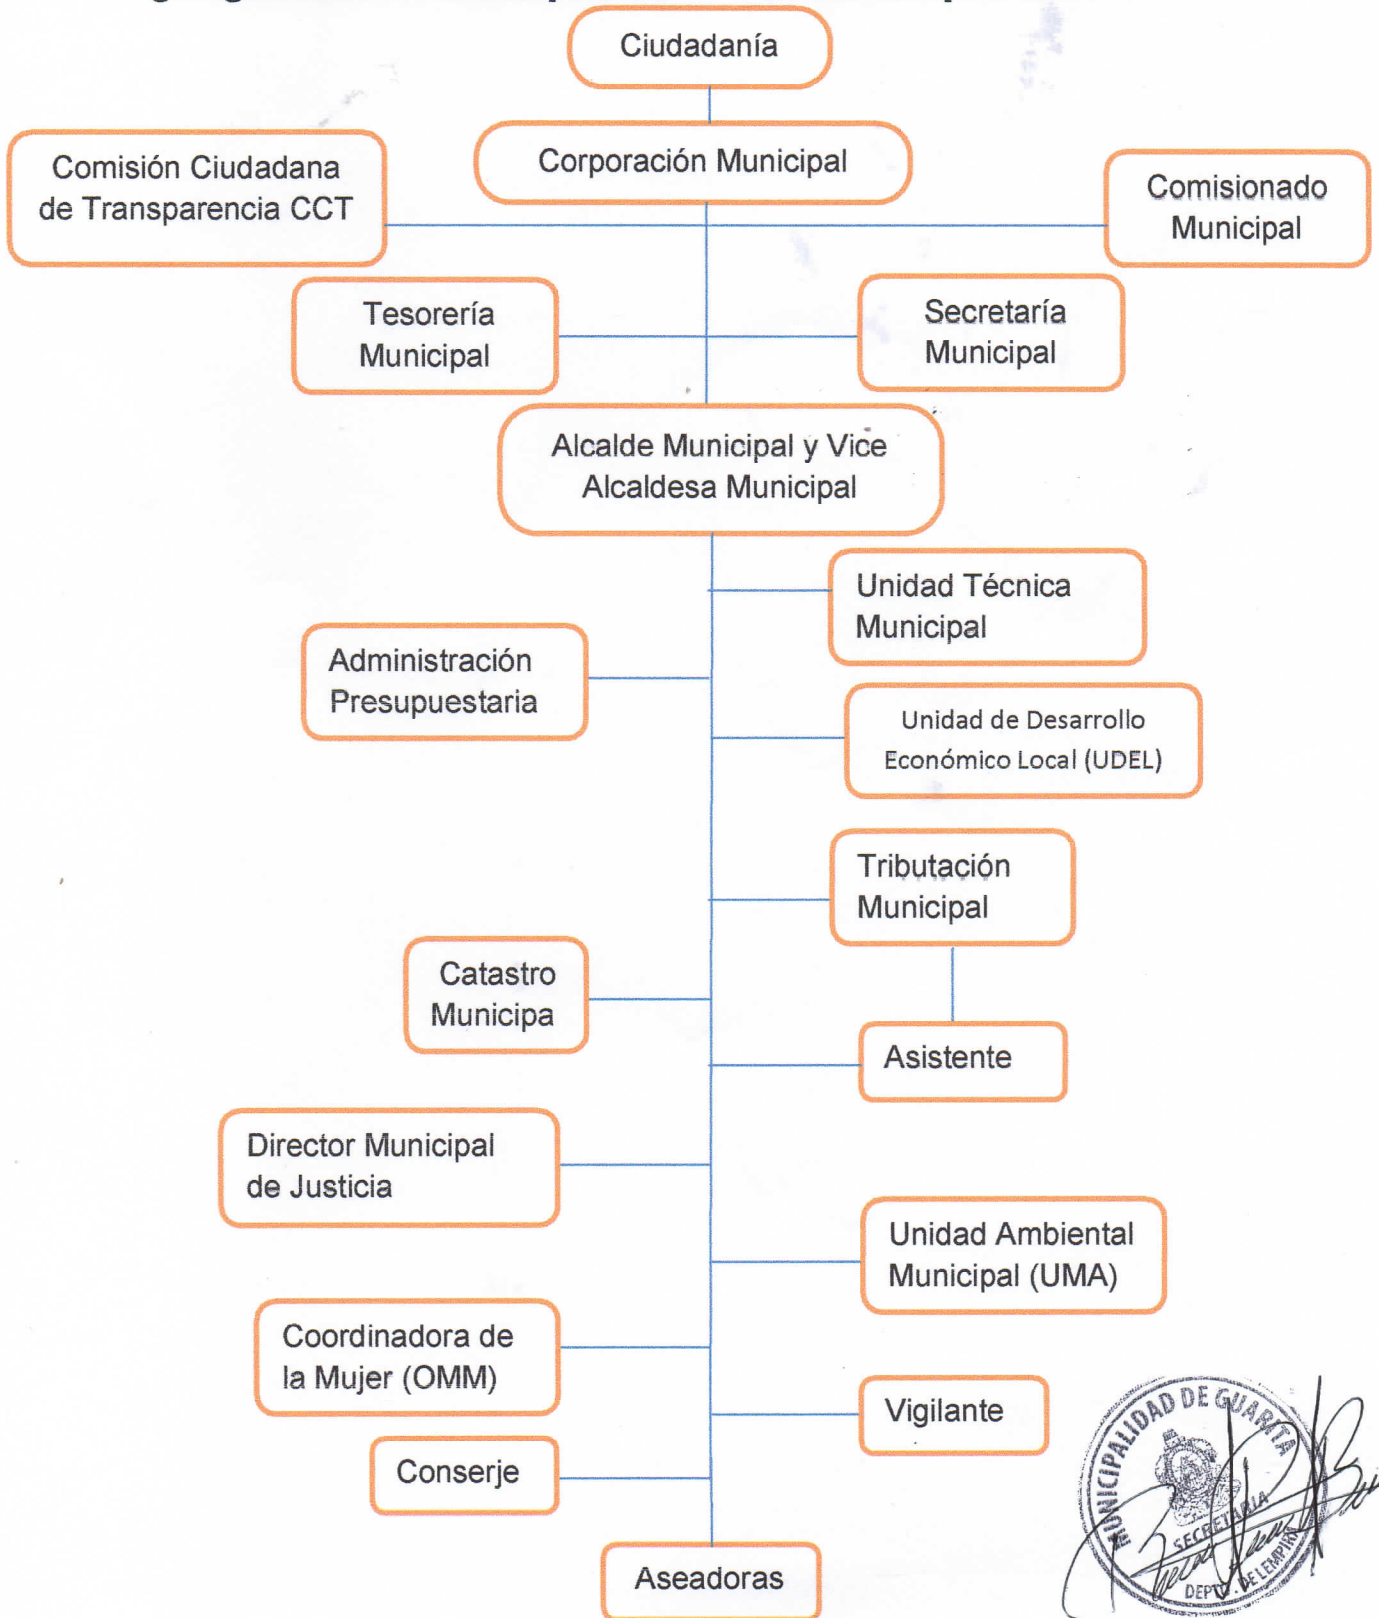 Ciudadanía
Corporación Municipal
Comisión Ciudadana
de Transparencia CCT
Comisionado
Municipal
Tesorería
Municipal
Secretaría
Municipal
Alcalde Municipal y Vice
Alcaldesa Municipal
Unidad Técnica
Municipal
Administración
Presupuestaria
Unidad de Desarrollo
Económico Local (UDEL)
Tributación
Municipal
Catastro
Municipa
Asistente
Director Municipal
de Justicia
Unidad Ambiental
Municipal (UMA)
Coordinadora de
la Mujer (OMM)
Vigilante
Conserje
Aseadoras
MUNICIPALIDAD DE GUARITA
SECRETARIA
DEPTO. DE LEMPIRA